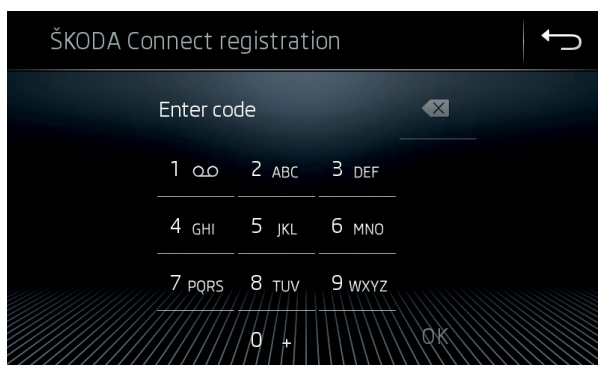 ŠKODA Connect registration
Enter code
1 2 ABC 3 DEF
4 GHI 5 JKL 6 MNO
7 PQRS 8 TUV 9 WXYZ
0 +
OK